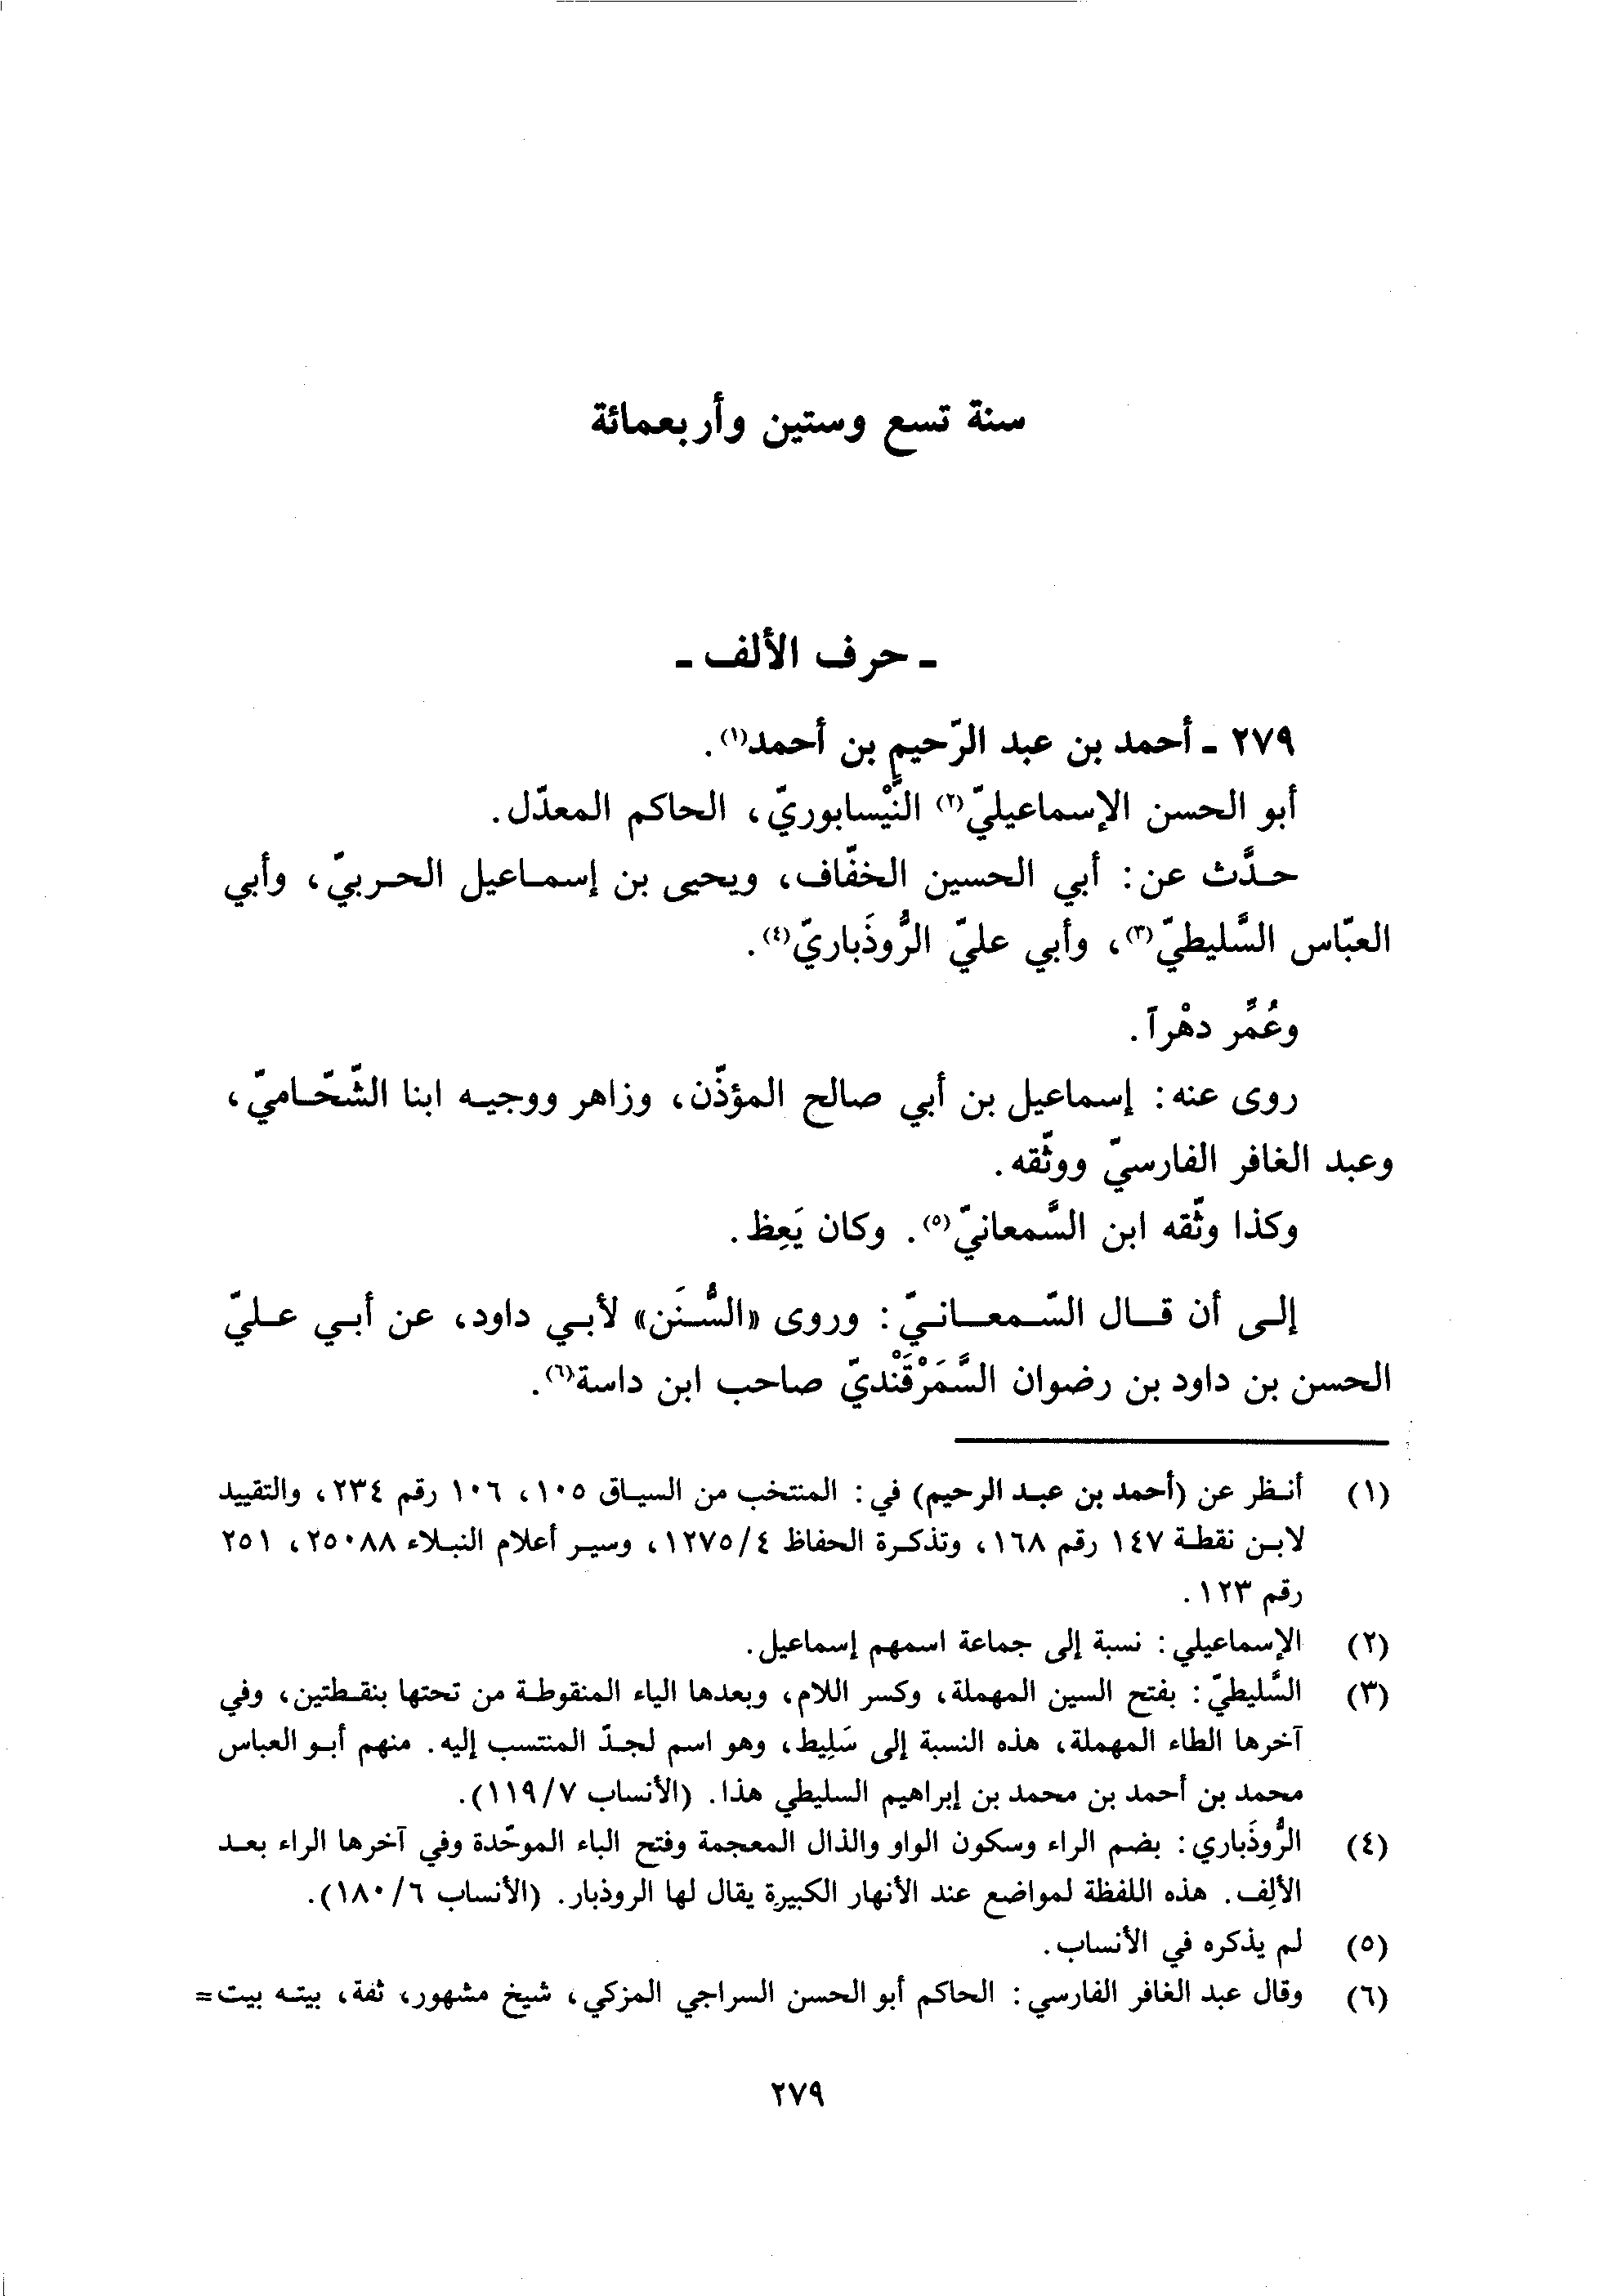 سنة تسع وستين وأربعمائة
ـ حرف الألف ـ
٢٧٩ ـ أحمد بن عبد الرّحيم بن أحمد(١).
أبو الحسن الإسماعيليّ(٢) النَّيْسابوريّ، الحاكم المعدّل.
حدَّث عن: أبي الحسين الخفّاف، ويحيى بن إسماعيل الحربيّ، وأبي
العبّاس السَّليطيّ(٣)، وأبي عليّ الرُّوذَباريّ(٤).
وعُمِّر دهْراً.
روى عنه: إسماعيل بن أبي صالح المؤذّن، وزاهر ووجيه ابنا الشّحّاميّ،
وعبد الغافر الفارسيّ ووثّقه.
وكذا وثّقه ابن السَّمعانيّ(٥). وكان يَعِظ.
إلى أن قال السّمعانيّ: وروى «السُّنَن» لأبي داود، عن أبي عليّ
الحسن بن داود بن رضوان السَّمَرْقَنْديّ صاحب ابن داسة(٦).
(١) أنظر عن (أحمد بن عبد الرحيم) في: المنتخب من السياق ١٠٥، ١٠٦ رقم ٢٣٤، والتقييد
لابن نقطة ١٤٧ رقم ١٦٨، وتذكرة الحفاظ ١٢٧٥/٤، وسير أعلام النبلاء ٢٥٠٨٨، ٢٥١
رقم ١٢٣.
(٢) الإسماعيلي: نسبة إلى جماعة اسمهم إسماعيل.
(٣) السَّليطيّ: بفتح السين المهملة، وكسر اللام، وبعدها الياء المنقوطة من تحتها بنقطتين، وفي
آخرها الطاء المهملة، هذه النسبة إلى سَلِيط، وهو اسم لجدّ المنتسب إليه. منهم أبو العباس
محمد بن أحمد بن محمد بن إبراهيم السليطي هذا. (الأنساب ١١٩/٧).
(٤) الرُّوذَباري: بضم الراء وسكون الواو والذال المعجمة وفتح الباء الموحّدة وفي آخرها الراء بعد
الألِف. هذه اللفظة لمواضع عند الأنهار الكبيرة يقال لها الروذبار. (الأنساب ١٨٠/٦).
(٥) لم يذكره في الأنساب.
(٦) وقال عبد الغافر الفارسي: الحاكم أبو الحسن السراجي المزكي، شيخ مشهور، ثفة، بيته بيت=
٢٧٩